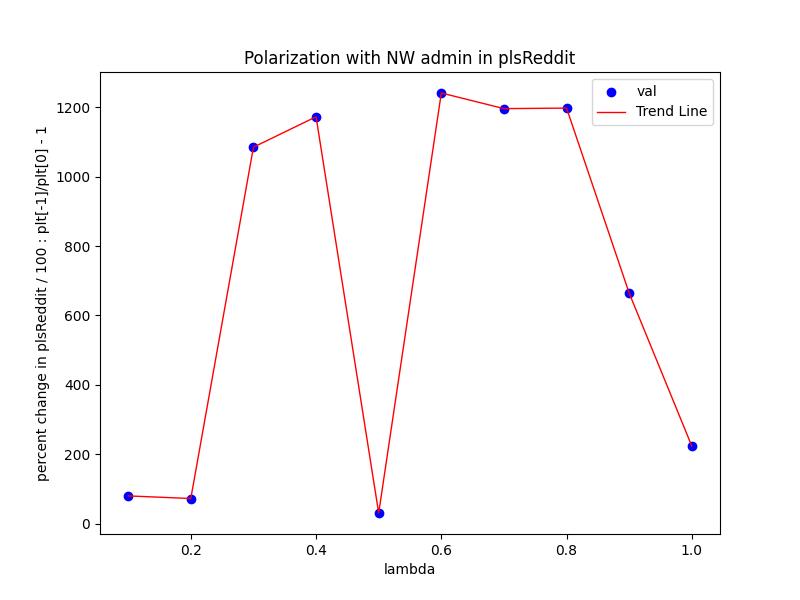 Polarization with NW admin in plsReddit
percent change in plsReddit / 100 : plt[-1]/plt[0] - 1
1200
1000
800
600
400
200
0
val
Trend Line
0.2 0.4 0.6 0.8 1.0
lambda